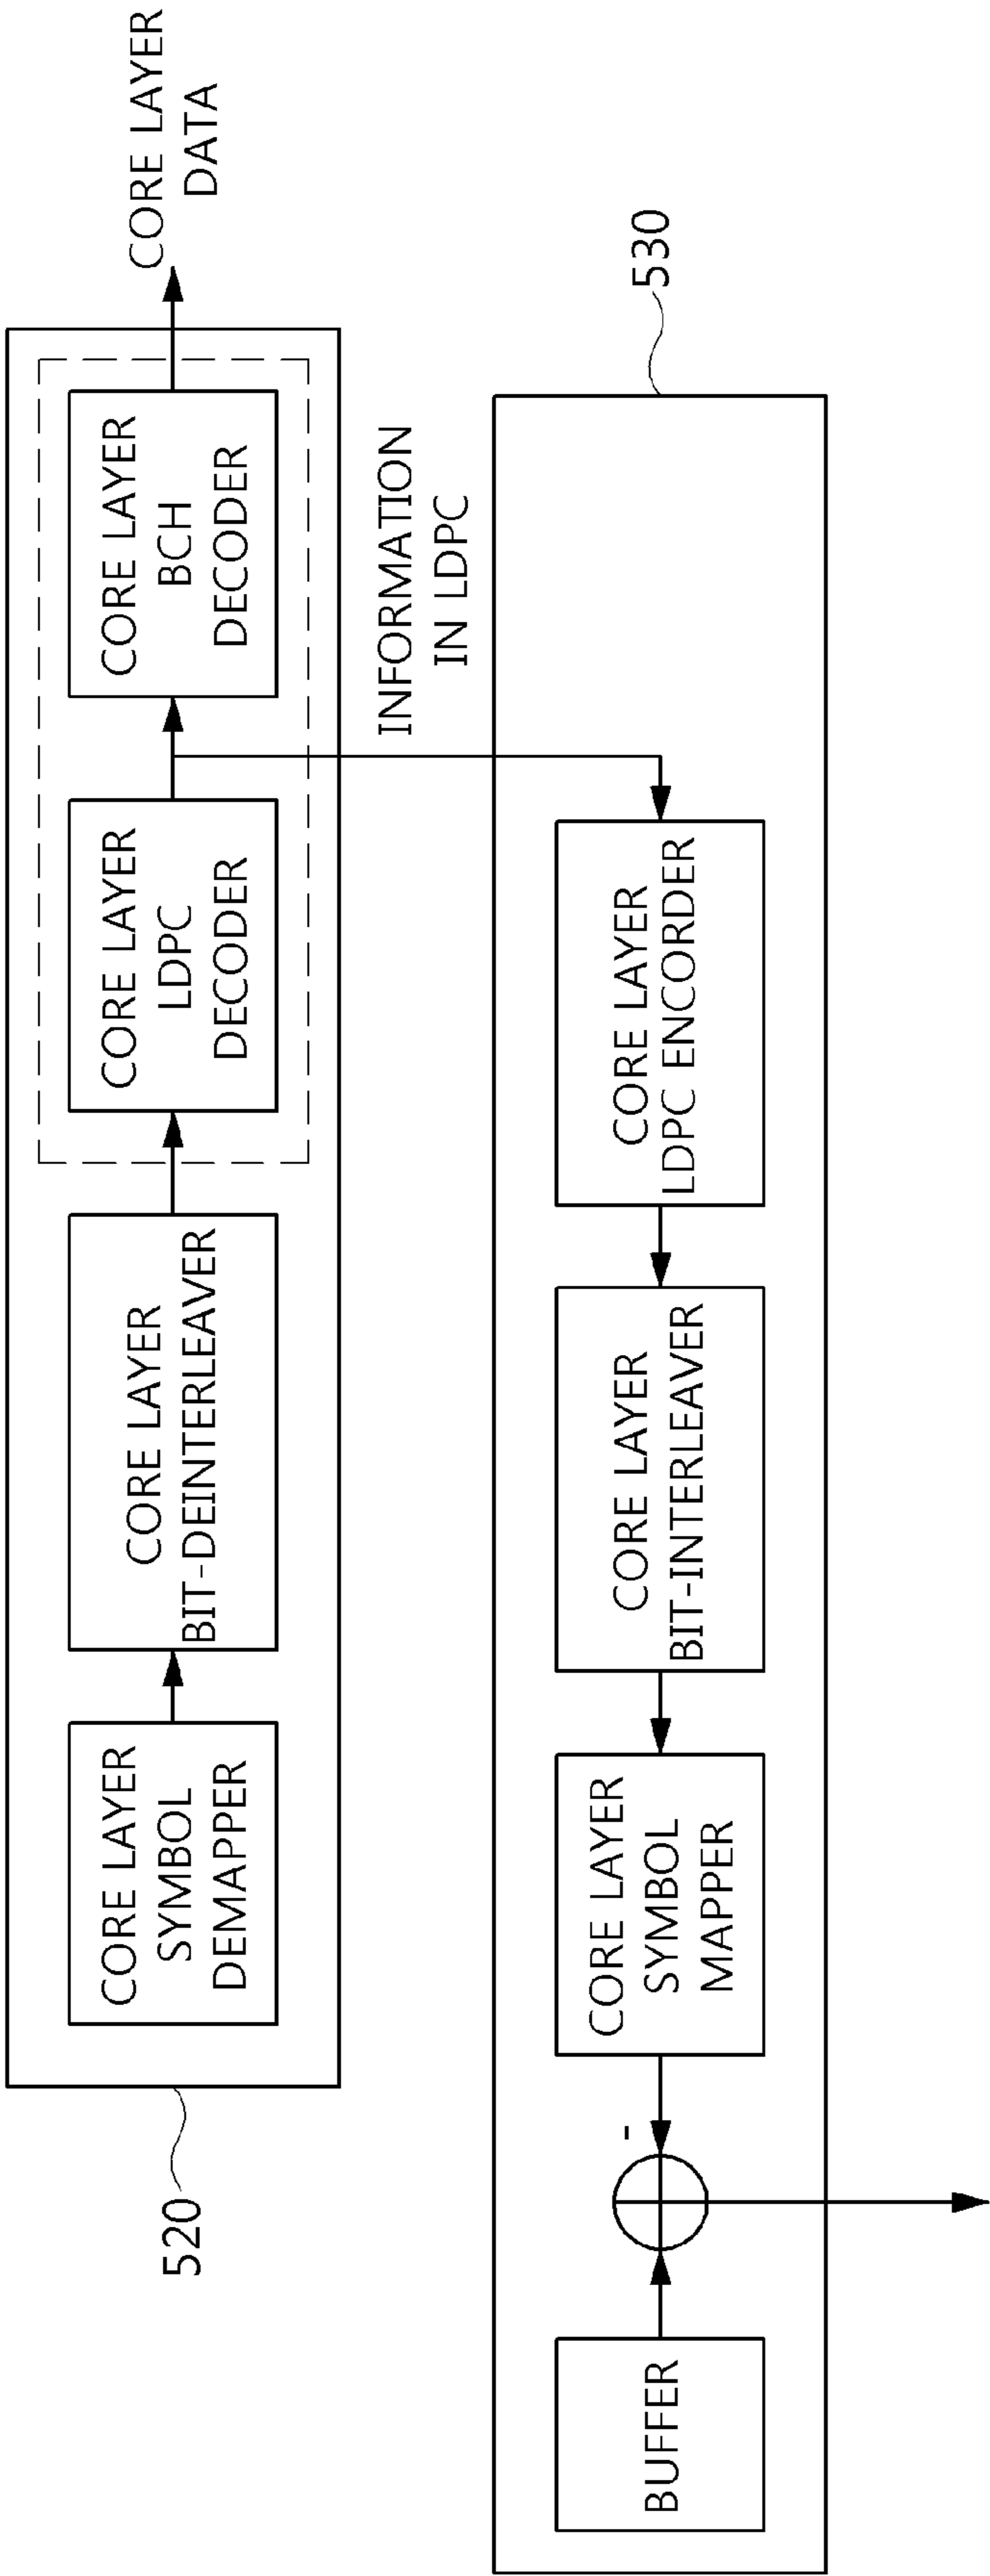 520
CORE LAYER
SYMBOL
DEMAPPER
CORE LAYER
BIT-DEINTERLEAVER
CORE LAYER
LDPC
DECODER
CORE LAYER
BCH
DECODER
CORE LAYER
DATA
INFORMATION
IN LDPC
530
BUFFER
-
CORE LAYER
SYMBOL
MAPPER
CORE LAYER
BIT-INTERLEAVER
CORE LAYER
LDPC ENCORDER